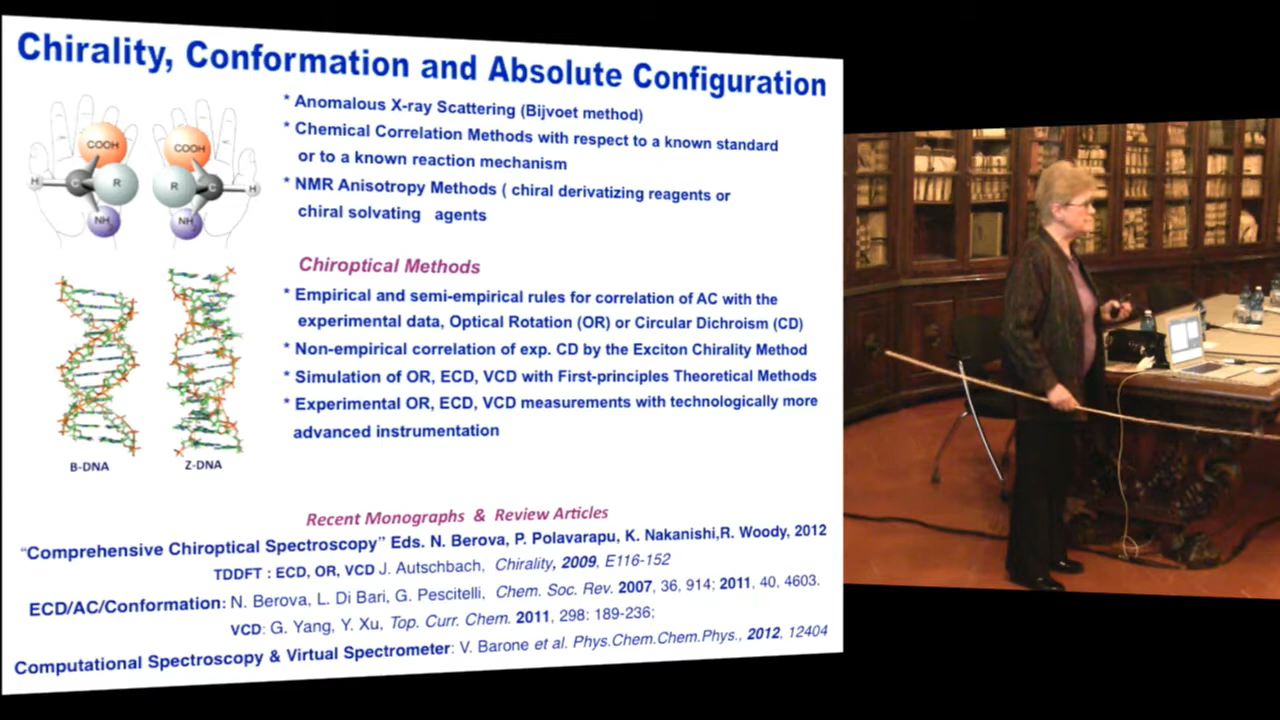 Chirality, Conformation and Absolute Configuration
* Anomalous X-ray Scattering (Bijvoet method)
* Chemical Correlation Methods with respect to a known standard
or to a known reaction mechanism
* NMR Anisotropy Methods ( chiral derivatizing reagents or
chiral solvating agents
COOH
COOH
H
C
R
R
C
H
NH
NH
Chiroptical Methods
* Empirical and semi-empirical rules for correlation of AC with the
experimental data, Optical Rotation (OR) or Circular Dichroism (CD)
* Non-empirical correlation of exp. CD by the Exciton Chirality Method
* Simulation of OR, ECD, VCD with First-principles Theoretical Methods
* Experimental OR, ECD, VCD measurements with technologically more
advanced instrumentation
B-DNA
Z-DNA
Recent Monographs & Review Articles
“Comprehensive Chiroptical Spectroscopy” Eds. N. Berova, P. Polavarapu, K. Nakanishi,R. Woody, 2012
TDDFT : ECD, OR, VCD J. Autschbach, Chirality, 2009, E116-152
ECD/AC/Conformation: N. Berova, L. Di Bari, G. Pescitelli, Chem. Soc. Rev. 2007, 36, 914; 2011, 40, 4603.
VCD: G. Yang, Y. Xu, Top. Curr. Chem. 2011, 298: 189-236;
Computational Spectroscopy & Virtual Spectrometer: V. Barone et al. Phys.Chem.Chem.Phys., 2012, 12404